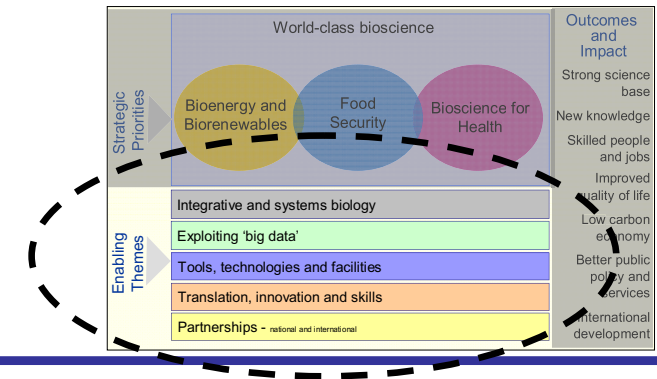 World-class bioscience
Strategic
Priorities
Bioenergy and
Biorenewables
Food
Security
Bioscience for
Health
Enabling
Themes
Integrative and systems biology
Exploiting ‘big data’
Tools, technologies and facilities
Translation, innovation and skills
Partnerships - national and international
Outcomes
and
Impact
Strong science
base
New knowledge
Skilled people
and jobs
Improved
quality of life
Low carbon
economy
Better public
policy and
services
International
development